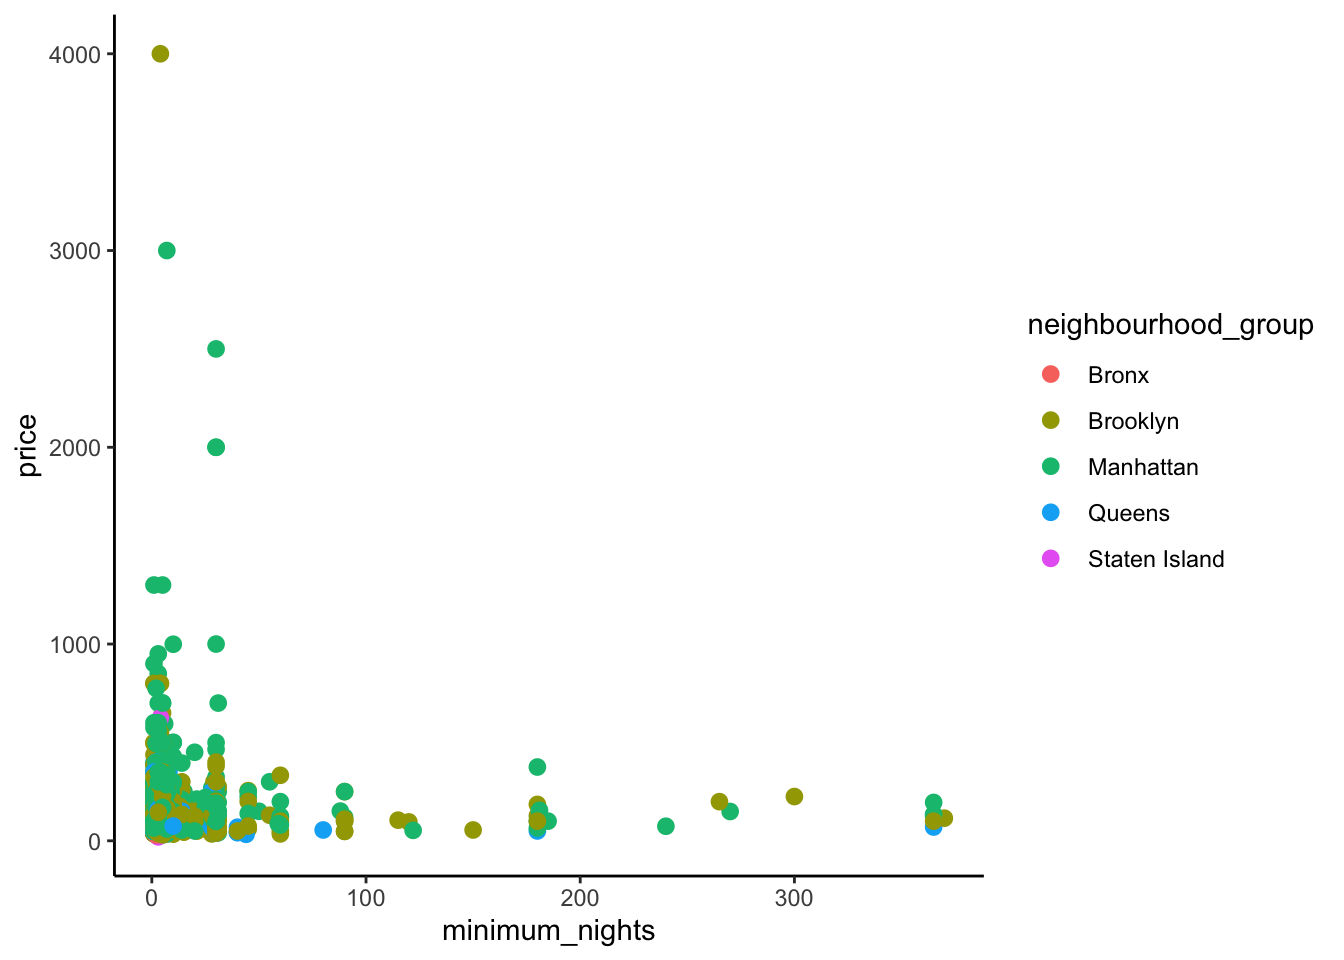 4000
3000
2000
1000
0
price
0 100 200 300
minimum_nights
neighbourhood_group
Bronx
Brooklyn
Manhattan
Queens
Staten Island